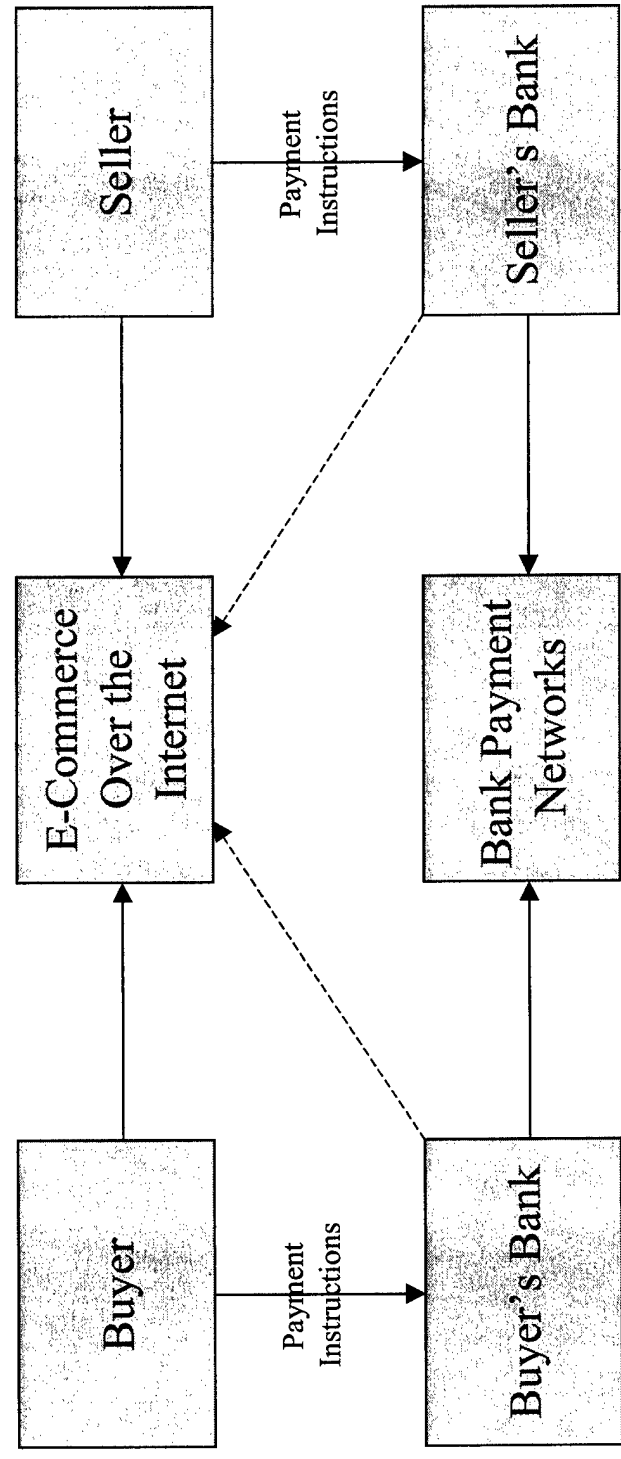 Buyer
E-Commerce
Over the
Internet
Seller
Payment
Instructions
Payment
Instructions
Buyer's Bank
Bank Payment
Networks
Seller's Bank